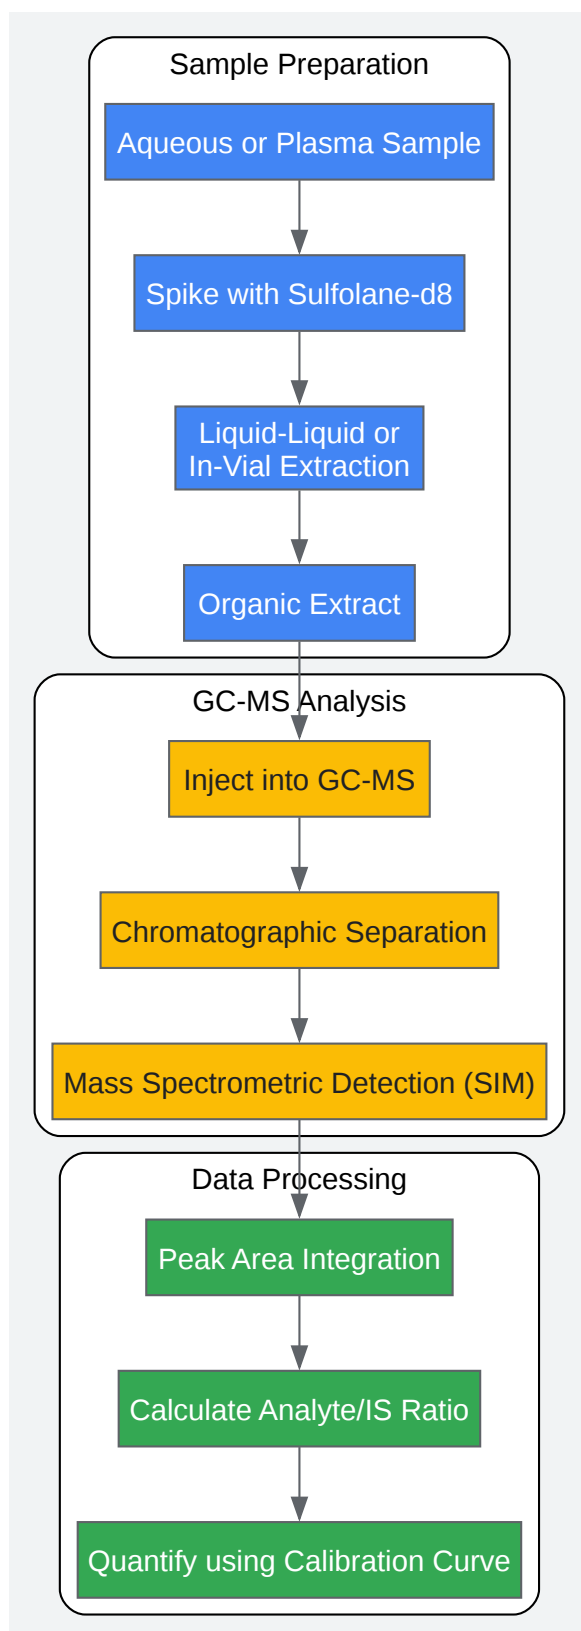 Sample Preparation
Aqueous or Plasma Sample
Spike with Sulfolane-d8
Liquid-Liquid or
In-Vial Extraction
Organic Extract
GC-MS Analysis
Inject into GC-MS
Chromatographic Separation
Mass Spectrometric Detection (SIM)
Data Processing
Peak Area Integration
Calculate Analyte/IS Ratio
Quantify using Calibration Curve